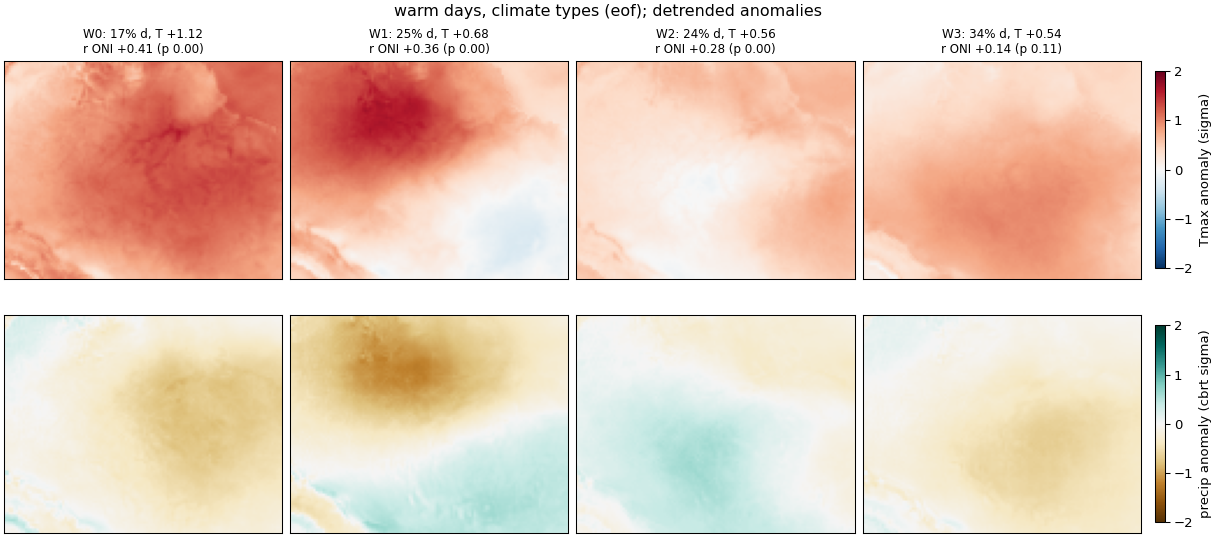 warm days, climate types (eof); detrended anomalies
W0: 17% d, T +1.12
r ONI +0.41 (p 0.00)
W1: 25% d, T +0.68
r ONI +0.36 (p 0.00)
W2: 24% d, T +0.56
r ONI +0.28 (p 0.00)
W3: 34% d, T +0.54
r ONI +0.14 (p 0.11)
2
1
0
−1
−2
Tmax anomaly (sigma)
2
1
0
−1
−2
precip anomaly (cbrt sigma)